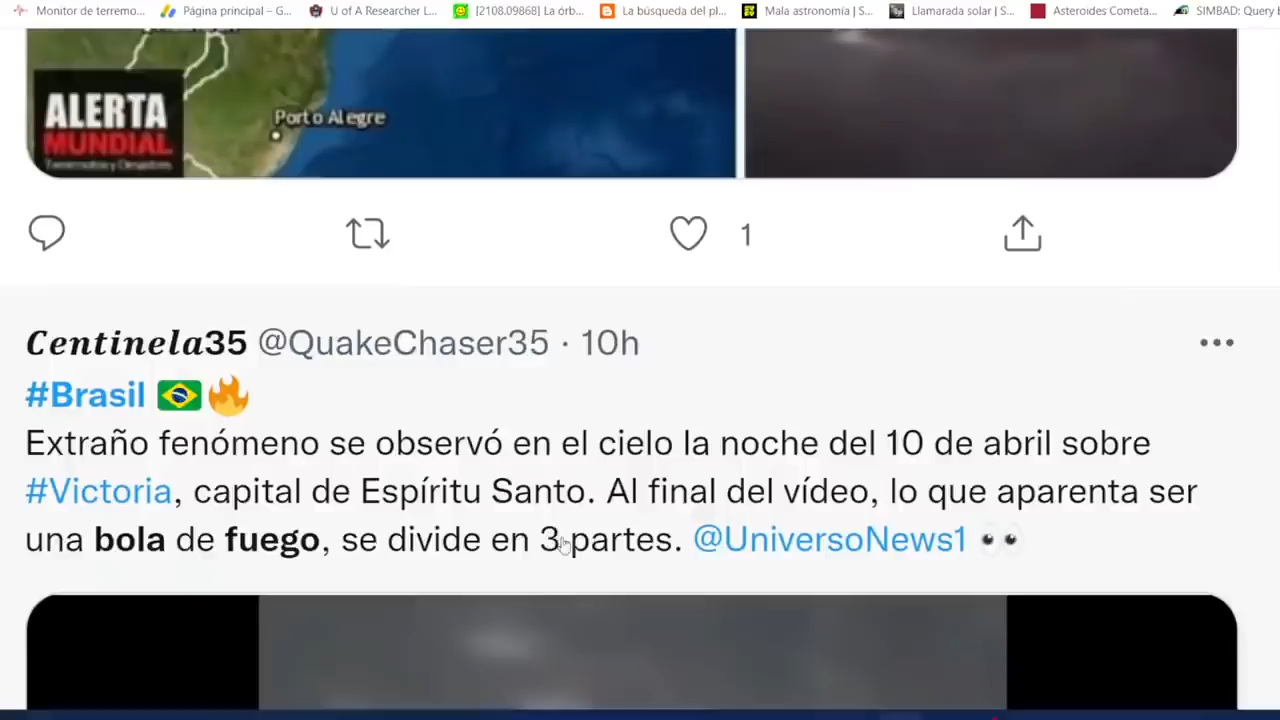 Monitor de terremo...
Página principal – G...
U of A Researcher L...
[2108.09868] La órb...
La búsqueda del pl...
Mala astronomía | S...
Llamarada solar | S...
Asteroides Cometa...
SIMBAD: Query
ALERTA
MUNDIAL
Terremotos y Desastres
Porto Alegre
1
Centinela35 @QuakeChaser35 · 10h
#Brasil 🇧🇷🔥
Extraño fenómeno se observó en el cielo la noche del 10 de abril sobre
#Victoria, capital de Espíritu Santo. Al final del vídeo, lo que aparenta ser
una bola de fuego, se divide en 3 partes. @UniversoNews1 👀